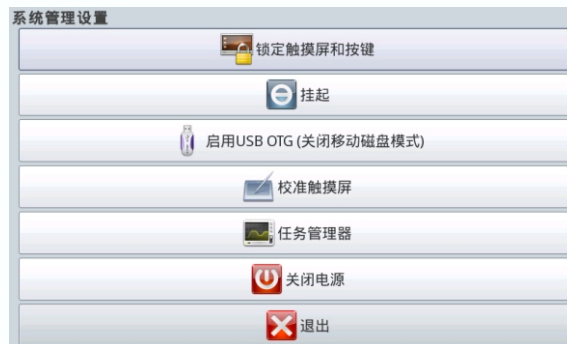 系统管理设置
锁定触摸屏和按键
挂起
启用USB OTG (关闭移动磁盘模式)
校准触摸屏
任务管理器
关闭电源
退出